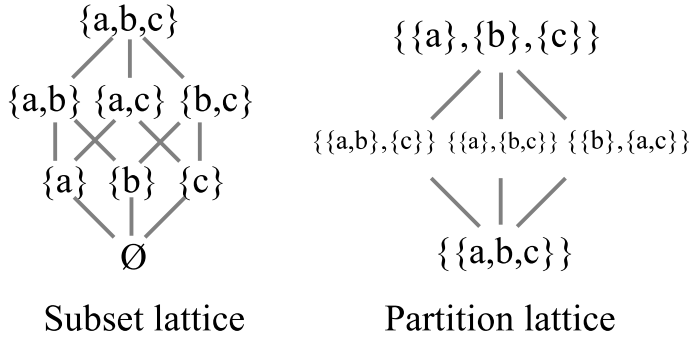 {a,b,c}
{a,b} {a,c} {b,c}
{a} {b} {c}
Ø
Subset lattice
{{a},{b},{c}}
{{a,b},{c}} {{a},{b,c}} {{b},{a,c}}
{{a,b,c}}
Partition lattice